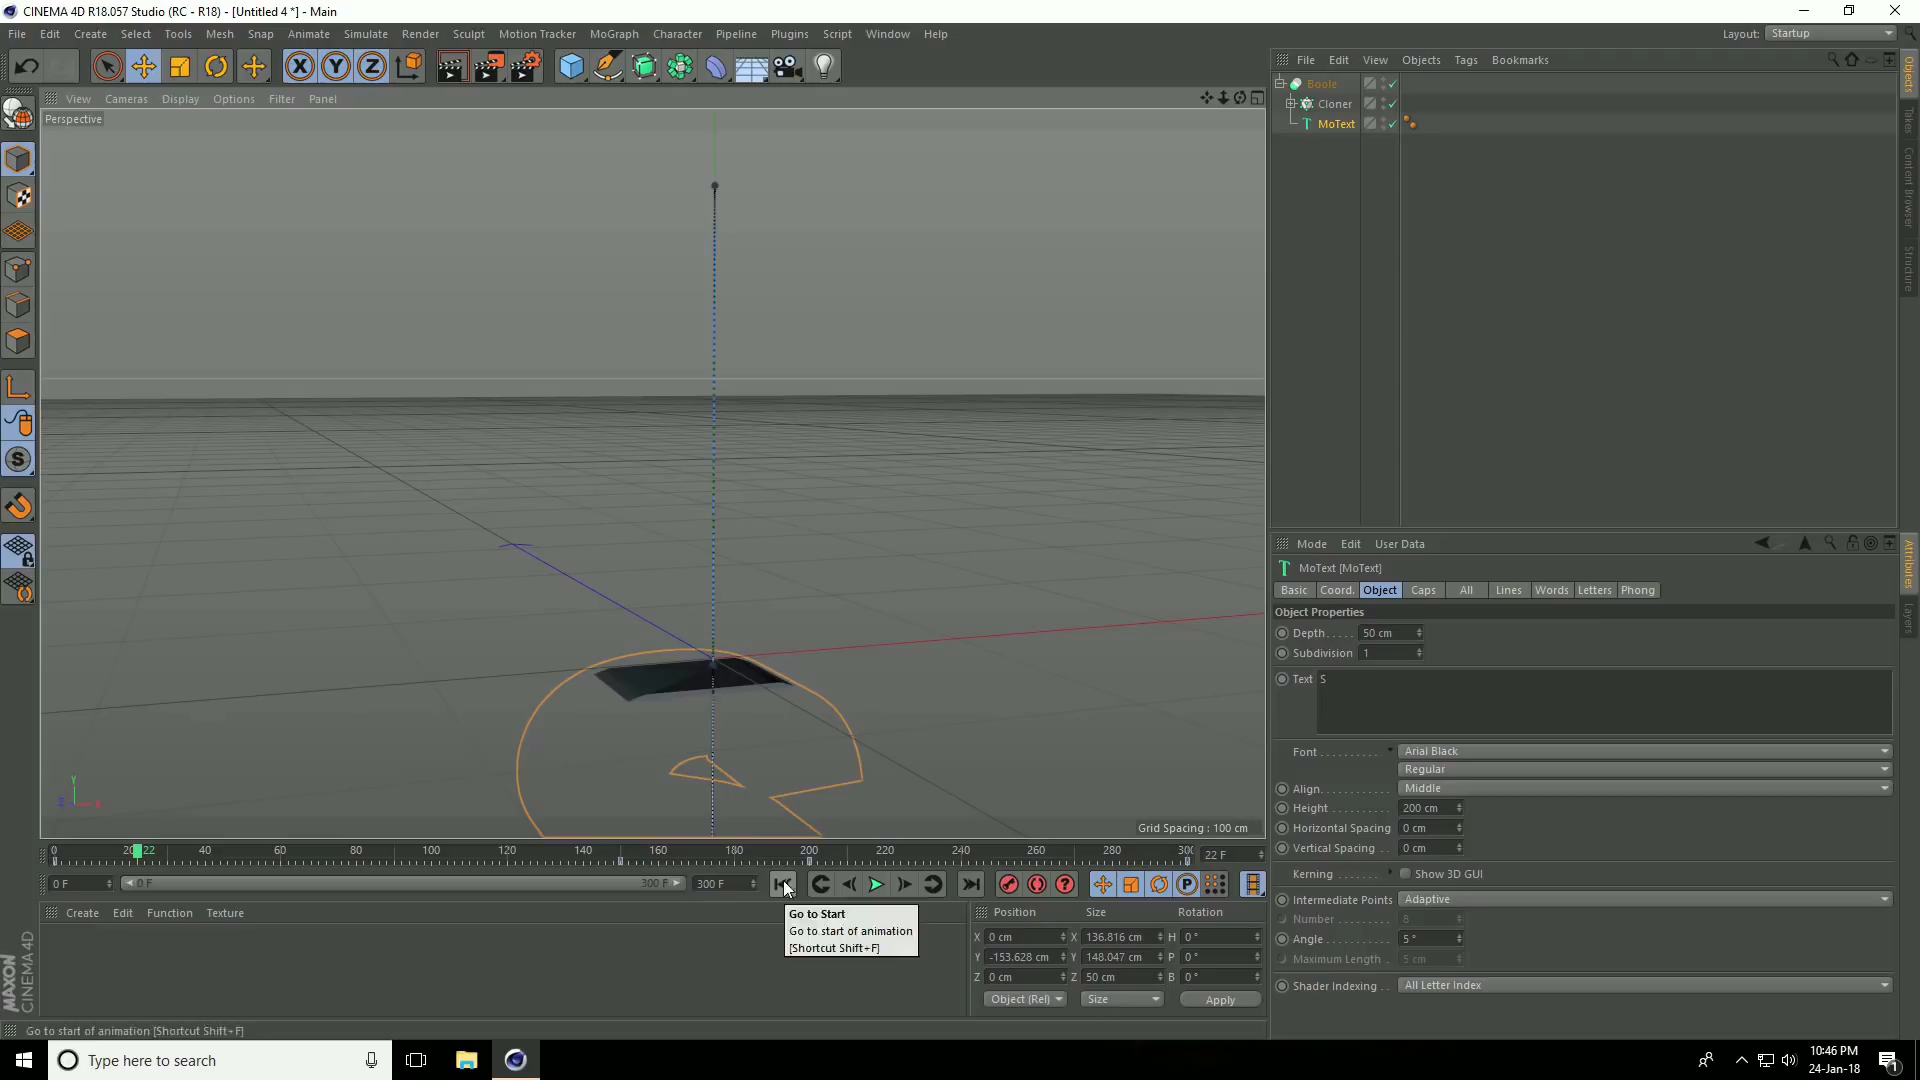 CINEMA 4D R18.057 Studio (RC - R18) - [Untitled 4 *] - Main
File Edit Create Select Tools Mesh Snap Animate Simulate Render Sculpt Motion Tracker MoGraph Character Pipeline Plugins Script Window Help
Layout: Startup
View Cameras Display Options Filter Panel
Perspective
Grid Spacing : 100 cm
File Edit View Objects Tags Bookmarks
Boole
Cloner
MoText
Objects
Takes
Content Browser
Structure
Mode Edit User Data
MoText [MoText]
Basic Coord. Object Caps All Lines Words Letters Phong
Object Properties
Depth 50 cm
Subdivision 1
Text S
Font Arial Black
Regular
Align Middle
Height 200 cm
Horizontal Spacing 0 cm
Vertical Spacing 0 cm
Kerning Show 3D GUI
Intermediate Points Adaptive
Number 8
Angle 5 °
Maximum Length 5 cm
Shader Indexing All Letter Index
Attributes
Layers
0 20 22 40 60 80 100 120 140 160 180 200 220 240 260 280 300 22 F
0 F 0 F 300 F 300 F
Go to Start
Go to start of animation
[Shortcut Shift+F]
Create Edit Function Texture
Position Size Rotation
X 0 cm X 136.816 cm H 0 °
Y -153.628 cm Y 148.047 cm P 0 °
Z 0 cm Z 50 cm B 0 °
Object (Rel) Size Apply
MAXON
CINEMA 4D
Go to start of animation [Shortcut Shift+F]
Type here to search
10:46 PM
24-Jan-18
1